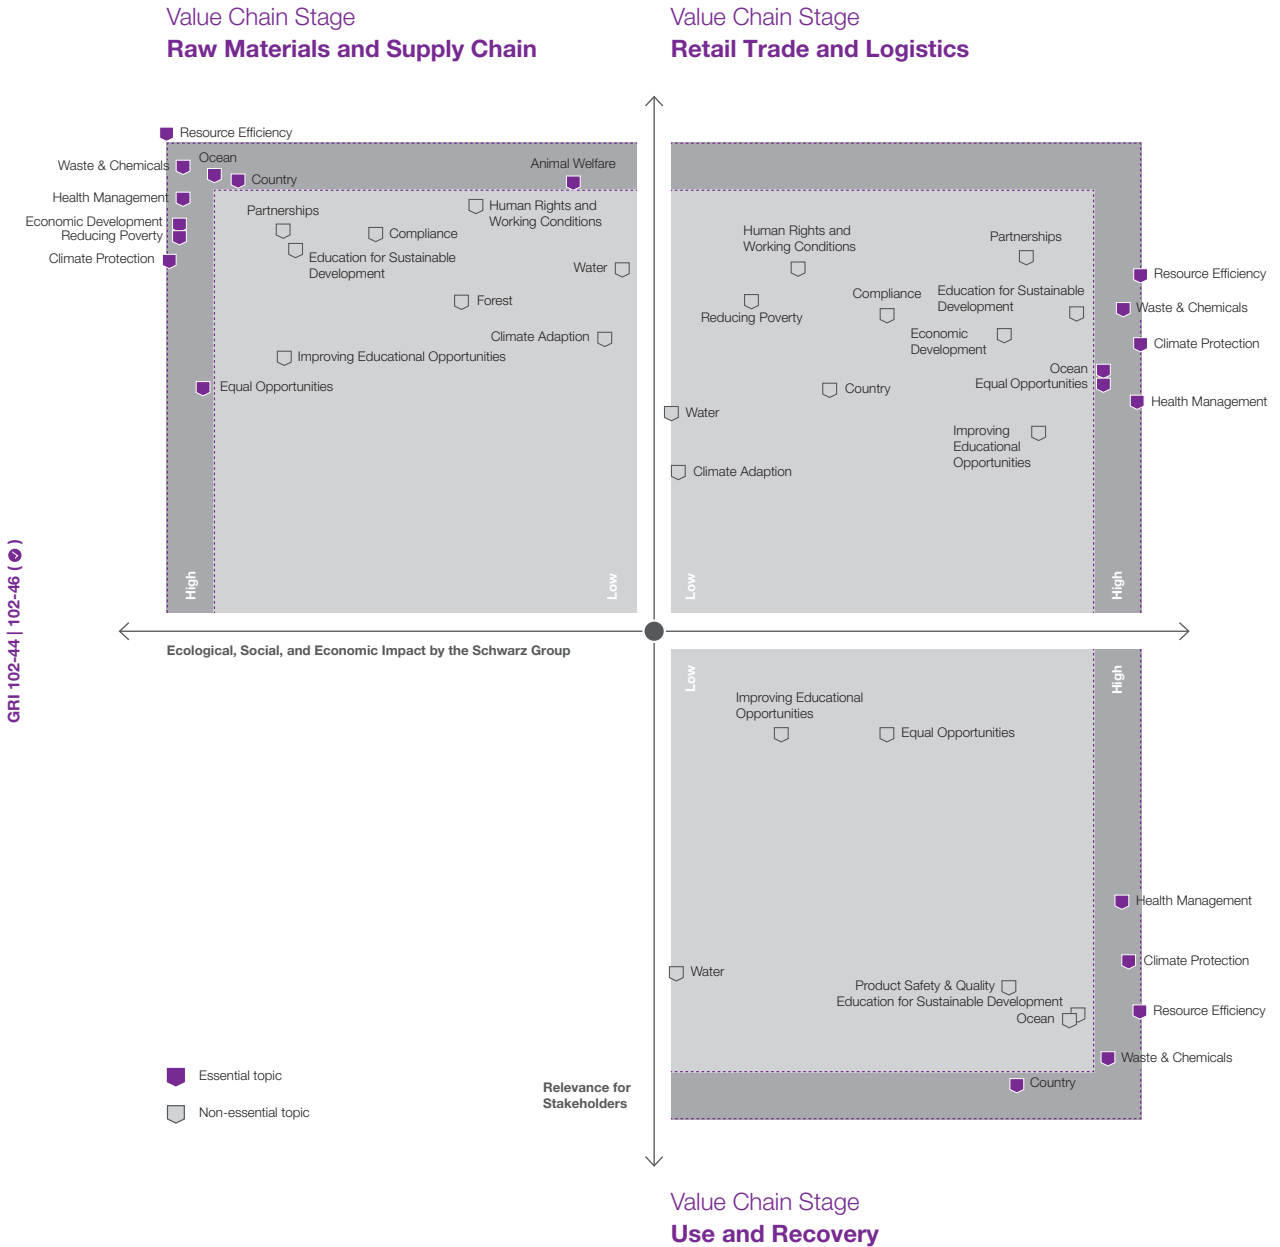 Value Chain Stage
Raw Materials and Supply Chain
Value Chain Stage
Retail Trade and Logistics
Resource Efficiency
Waste & Chemicals
Ocean
Country
Animal Welfare
Health Management
Economic Development
Reducing Poverty
Climate Protection
Partnerships
Compliance
Human Rights and
Working Conditions
Education for Sustainable
Development
Water
Forest
Climate Adaption
Improving Educational Opportunities
Equal Opportunities
High
Low
Human Rights and
Working Conditions
Partnerships
Resource Efficiency
Reducing Poverty
Compliance
Education for Sustainable
Development
Waste & Chemicals
Economic
Development
Climate Protection
Ocean
Equal Opportunities
Country
Health Management
Water
Improving
Educational
Opportunities
Climate Adaption
Low
High
GRI 102-44 | 102-46 ( )
Ecological, Social, and Economic Impact by the Schwarz Group
Low
High
Improving Educational
Opportunities
Equal Opportunities
Health Management
Climate Protection
Water
Product Safety & Quality
Education for Sustainable Development
Ocean
Resource Efficiency
Waste & Chemicals
Country
Essential topic
Non-essential topic
Relevance for
Stakeholders
Value Chain Stage
Use and Recovery